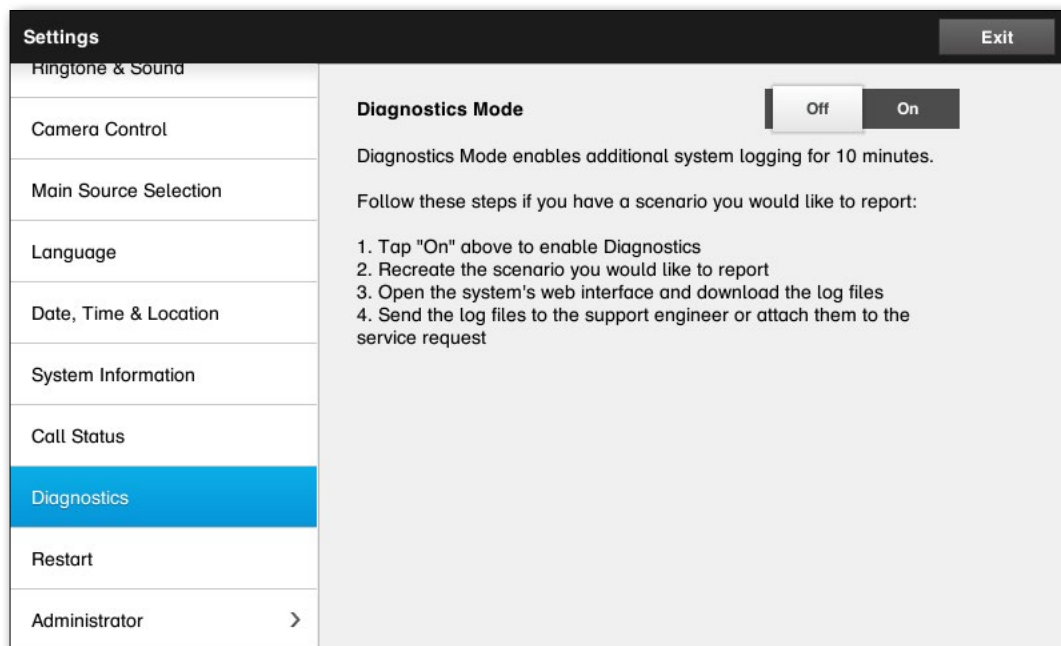 Settings
Exit
Ringtone & Sound
Camera Control
Main Source Selection
Language
Date, Time & Location
System Information
Call Status
Diagnostics
Restart
Administrator
Diagnostics Mode
Off
On
Diagnostics Mode enables additional system logging for 10 minutes.
Follow these steps if you have a scenario you would like to report:
1. Tap "On" above to enable Diagnostics
2. Recreate the scenario you would like to report
3. Open the system's web interface and download the log files
4. Send the log files to the support engineer or attach them to the
service request